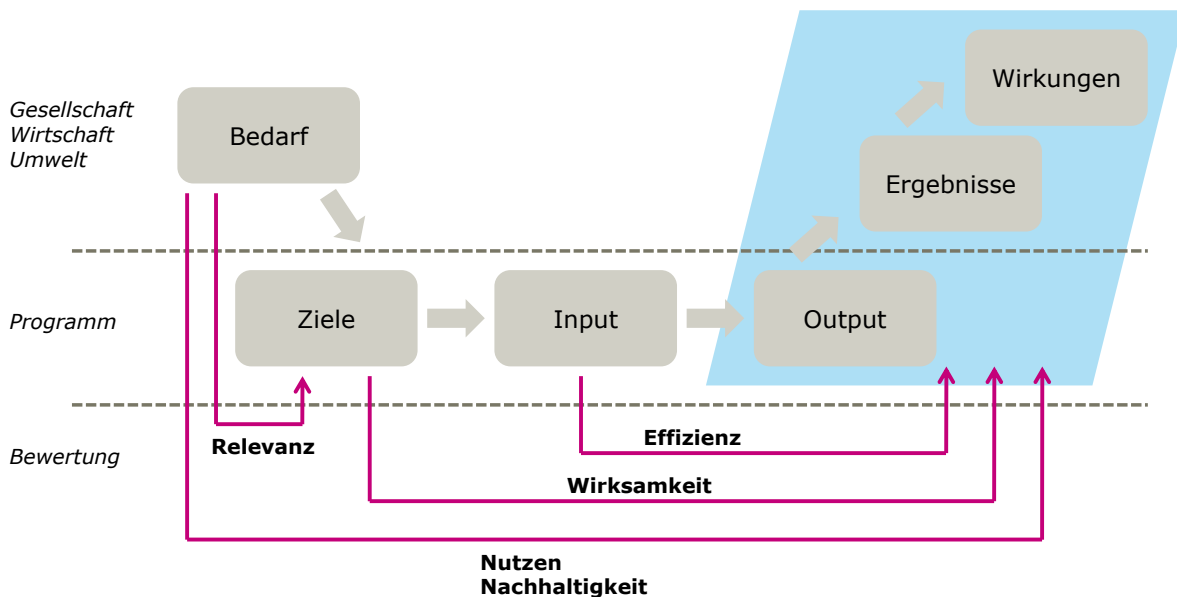 Wirkungen
Gesellschaft
Wirtschaft
Umwelt
Bedarf
Ergebnisse
Programm
Ziele
Input
Output
Bewertung
Relevanz
Effizienz
Wirksamkeit
Nutzen
Nachhaltigkeit